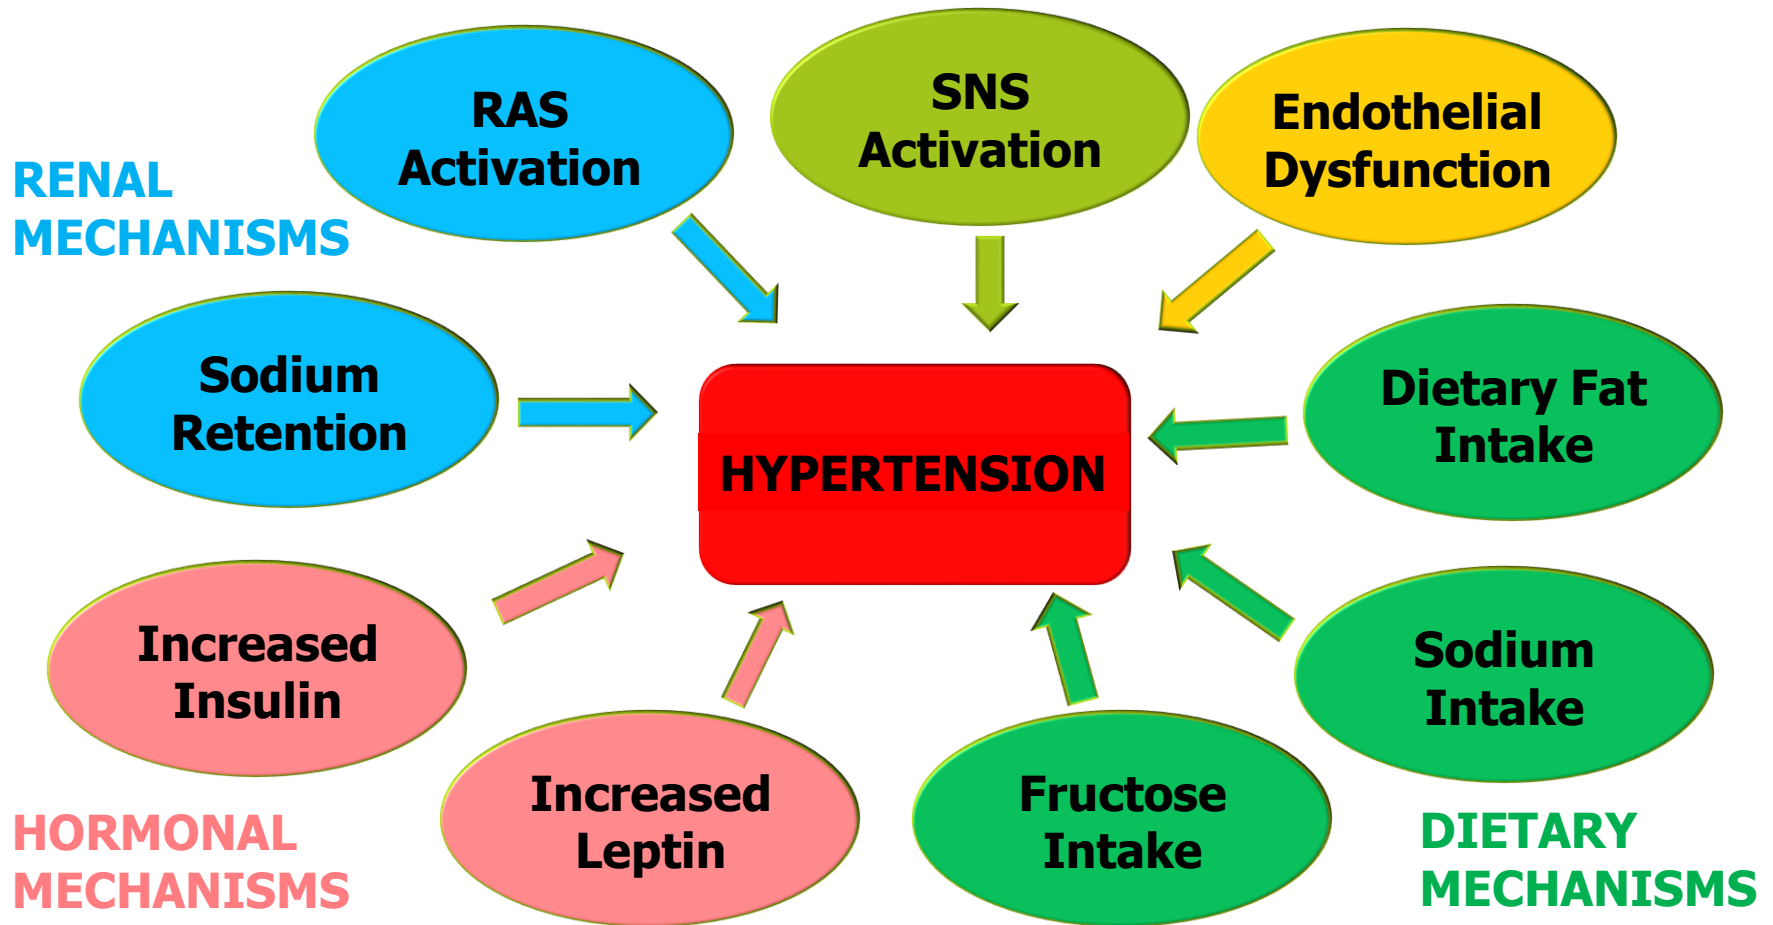 RAS
Activation
SNS
Activation
Endothelial
Dysfunction
RENAL
MECHANISMS
Sodium
Retention
HYPERTENSION
Dietary Fat
Intake
Increased
Insulin
Sodium
Intake
Increased
Leptin
Fructose
Intake
HORMONAL
MECHANISMS
DIETARY
MECHANISMS